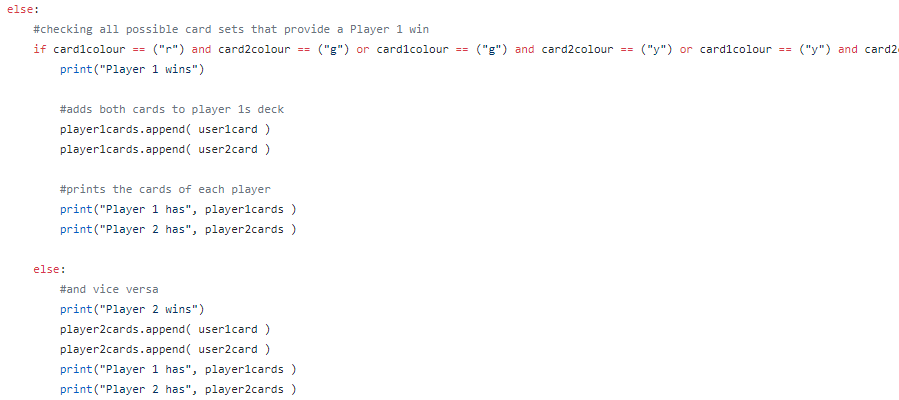 else:
#checking all possible card sets that provide a Player 1 win
if card1colour == ("r") and card2colour == ("g") or card1colour == ("g") and card2colour == ("y") or card1colour == ("y") and card2
print("Player 1 wins")
#adds both cards to player 1s deck
player1cards.append( user1card )
player1cards.append( user2card )
#prints the cards of each player
print("Player 1 has", player1cards )
print("Player 2 has", player2cards )
else:
#and vice versa
print("Player 2 wins")
player2cards.append( user1card )
player2cards.append( user2card )
print("Player 1 has", player1cards )
print("Player 2 has", player2cards )